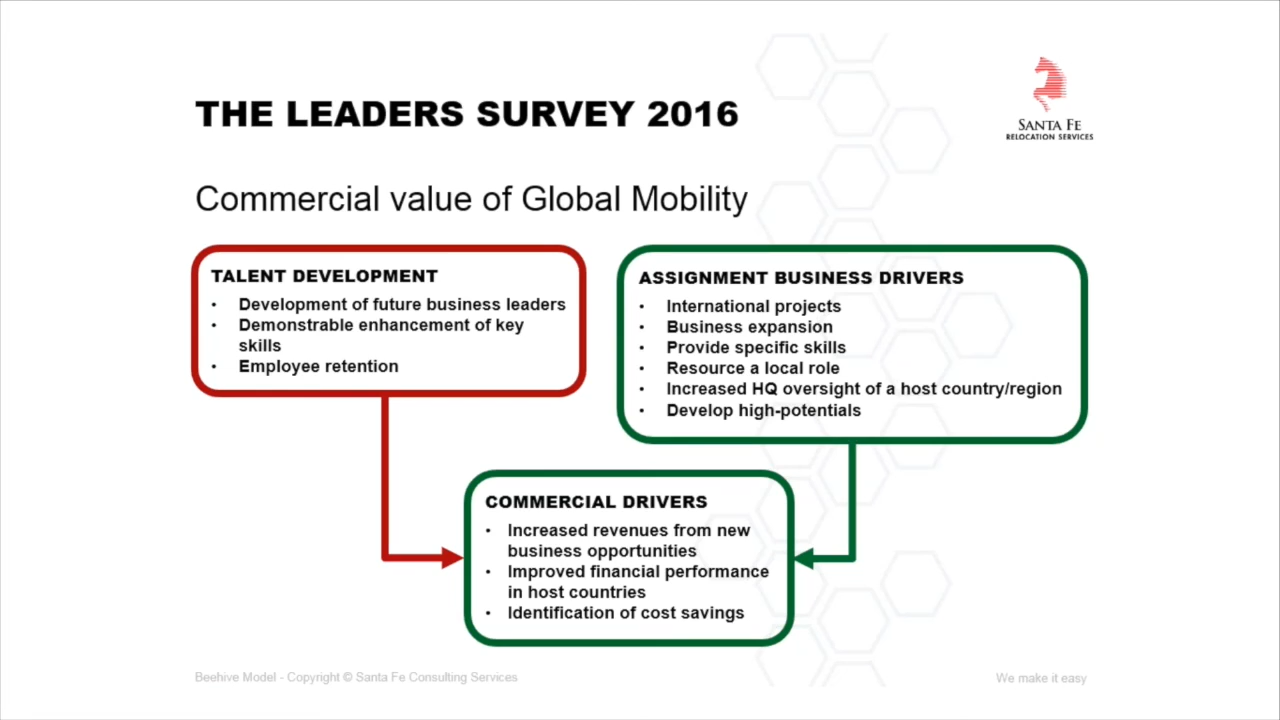 THE LEADERS SURVEY 2016
SANTA FE
RELOCATION SERVICES
Commercial value of Global Mobility
TALENT DEVELOPMENT
• Development of future business leaders
• Demonstrable enhancement of key
skills
• Employee retention
ASSIGNMENT BUSINESS DRIVERS
• International projects
• Business expansion
• Provide specific skills
• Resource a local role
• Increased HQ oversight of a host country/region
• Develop high-potentials
COMMERCIAL DRIVERS
• Increased revenues from new
business opportunities
• Improved financial performance
in host countries
• Identification of cost savings
Beehive Model - Copyright © Santa Fe Consulting Services
We make it easy